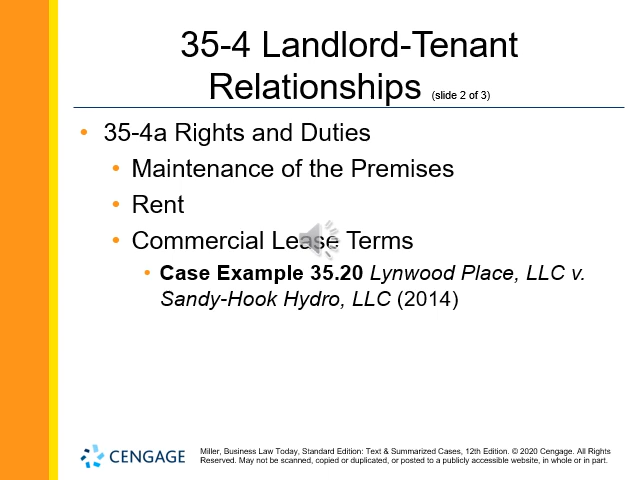 35-4 Landlord-Tenant
Relationships (slide 2 of 3)
• 35-4a Rights and Duties
• Maintenance of the Premises
• Rent
• Commercial Lease Terms
• Case Example 35.20 Lynwood Place, LLC v.
Sandy-Hook Hydro, LLC (2014)
CENGAGE
Miller, Business Law Today, Standard Edition: Text & Summarized Cases, 12th Edition. © 2020 Cengage. All Rights
Reserved. May not be scanned, copied or duplicated, or posted to a publicly accessible website, in whole or in part.